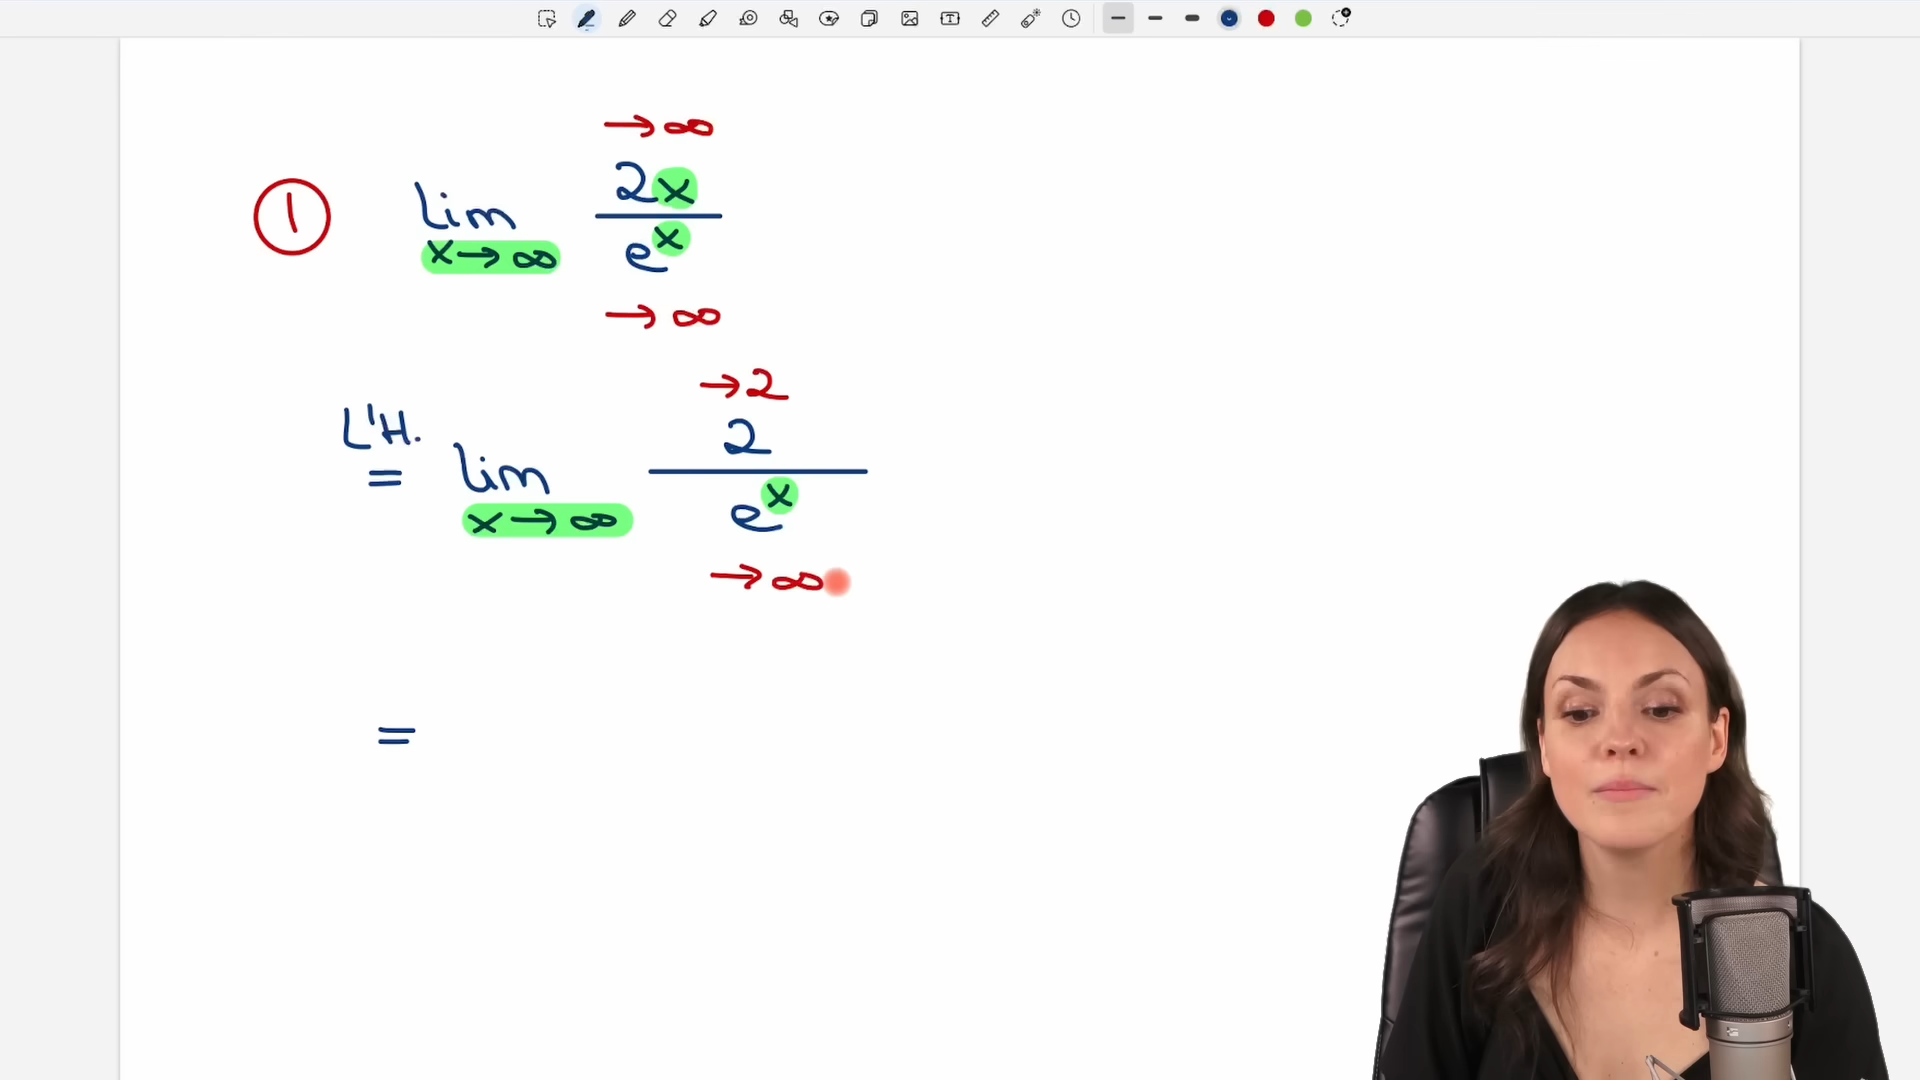 → ∞
① lim x→∞ 2x / e^x
→ ∞
→ 2
L'H. = lim x→∞ 2 / e^x
→ ∞
=